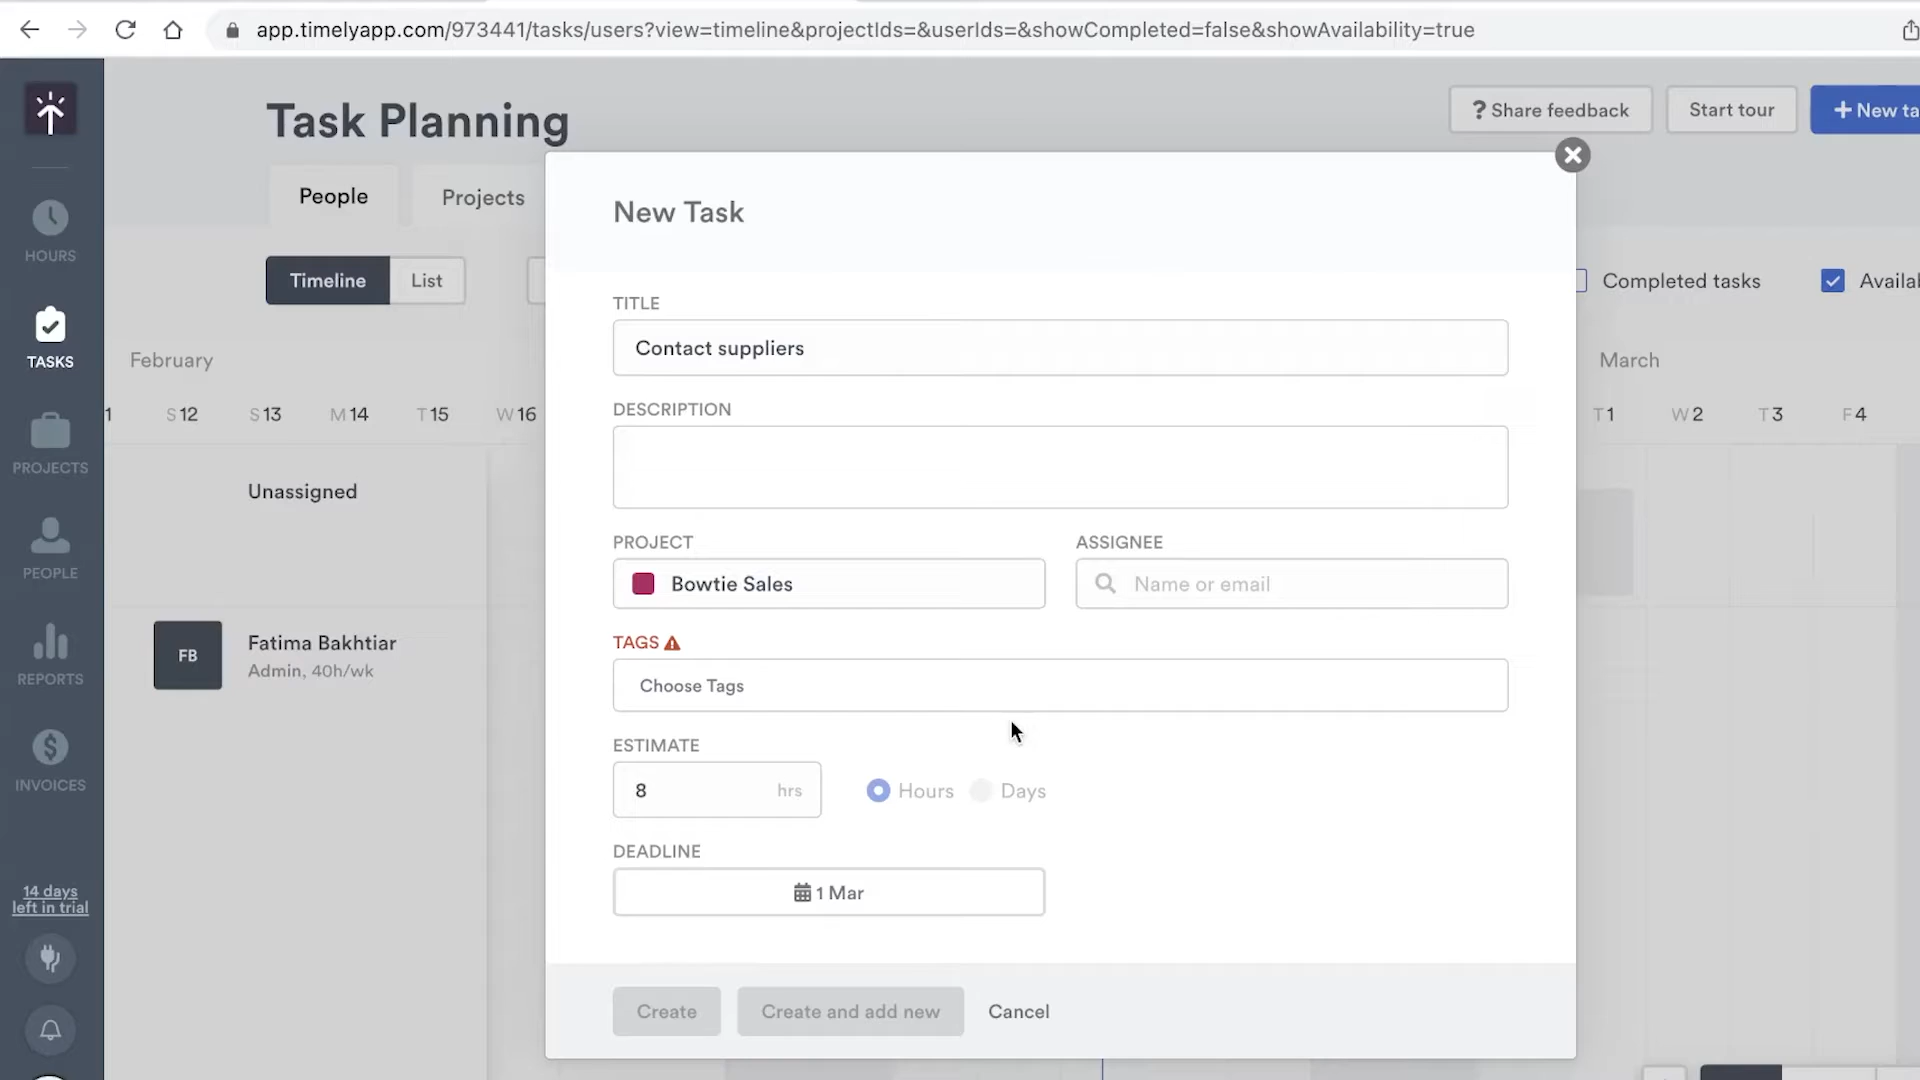 app.timelyapp.com/973441/tasks/users?view=timeline&projectIds=&userIds=&showCompleted=false&showAvailability=true
Task Planning
? Share feedback
Start tour
+ New ta
People
Projects
New Task
HOURS
Timeline
List
Completed tasks
Availab
TITLE
Contact suppliers
TASKS
February
March
1
S 12
S 13
M 14
T 15
W 16
T 1
W 2
T 3
F 4
DESCRIPTION
PROJECTS
Unassigned
PROJECT
ASSIGNEE
Bowtie Sales
Name or email
PEOPLE
FB
Fatima Bakhtiar
Admin, 40h/wk
TAGS
Choose Tags
REPORTS
ESTIMATE
8
hrs
Hours
Days
INVOICES
DEADLINE
1 Mar
14 days
left in trial
Create
Create and add new
Cancel